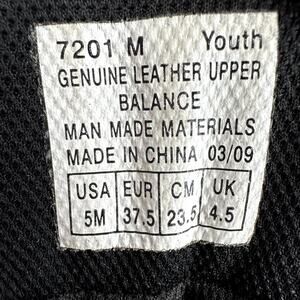 7201 M Youth
GENUINE LEATHER UPPER
BALANCE
MAN MADE MATERIALS
MADE IN CHINA 03/09
USA EUR CM UK
5M 37.5 23.5 4.5